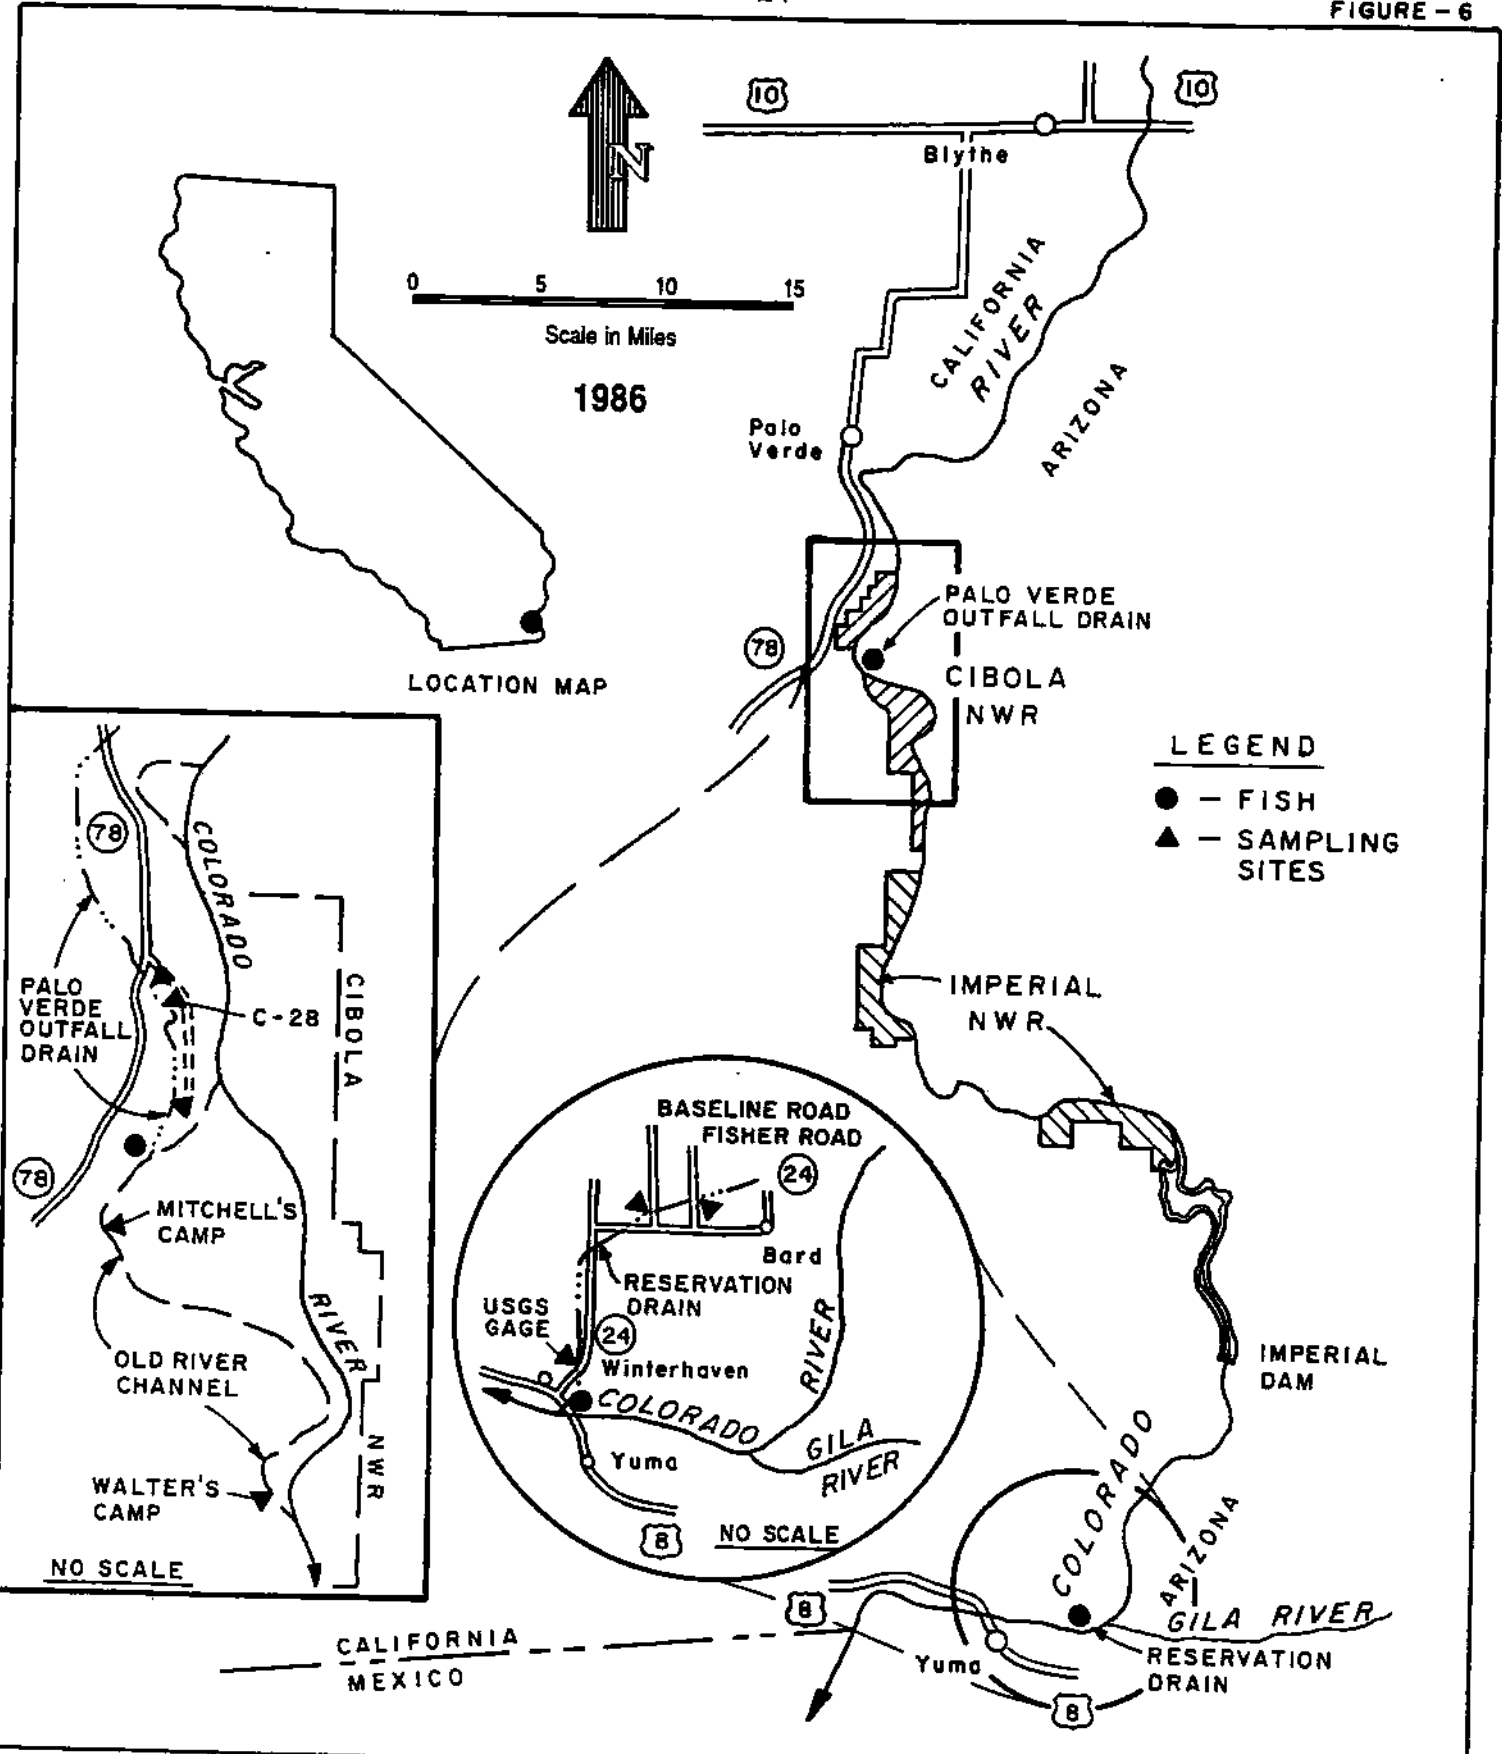 FIGURE - 6
10
10
Blythe
N
0 5 10 15
Scale in Miles
1986
CALIFORNIA
RIVER
ARIZONA
Palo
Verde
PALO VERDE
OUTFALL DRAIN
78
CIBOLA
NWR
LOCATION MAP
LEGEND
- FISH
- SAMPLING
SITES
78
COLORADO
PALO
VERDE
OUTFALL
DRAIN
C-28
CIBOLA
78
MITCHELL'S
CAMP
RIVER
OLD RIVER
CHANNEL
NWR
WALTER'S
CAMP
NO SCALE
IMPERIAL
NWR
BASELINE ROAD
FISHER ROAD
24
Bard
RESERVATION
DRAIN
USGS
GAGE
24
Winterhaven
RIVER
COLORADO
GILA
RIVER
Yuma
8
NO SCALE
IMPERIAL
DAM
COLORADO
ARIZONA
8
GILA RIVER
RESERVATION
DRAIN
Yuma
8
CALIFORNIA
MEXICO